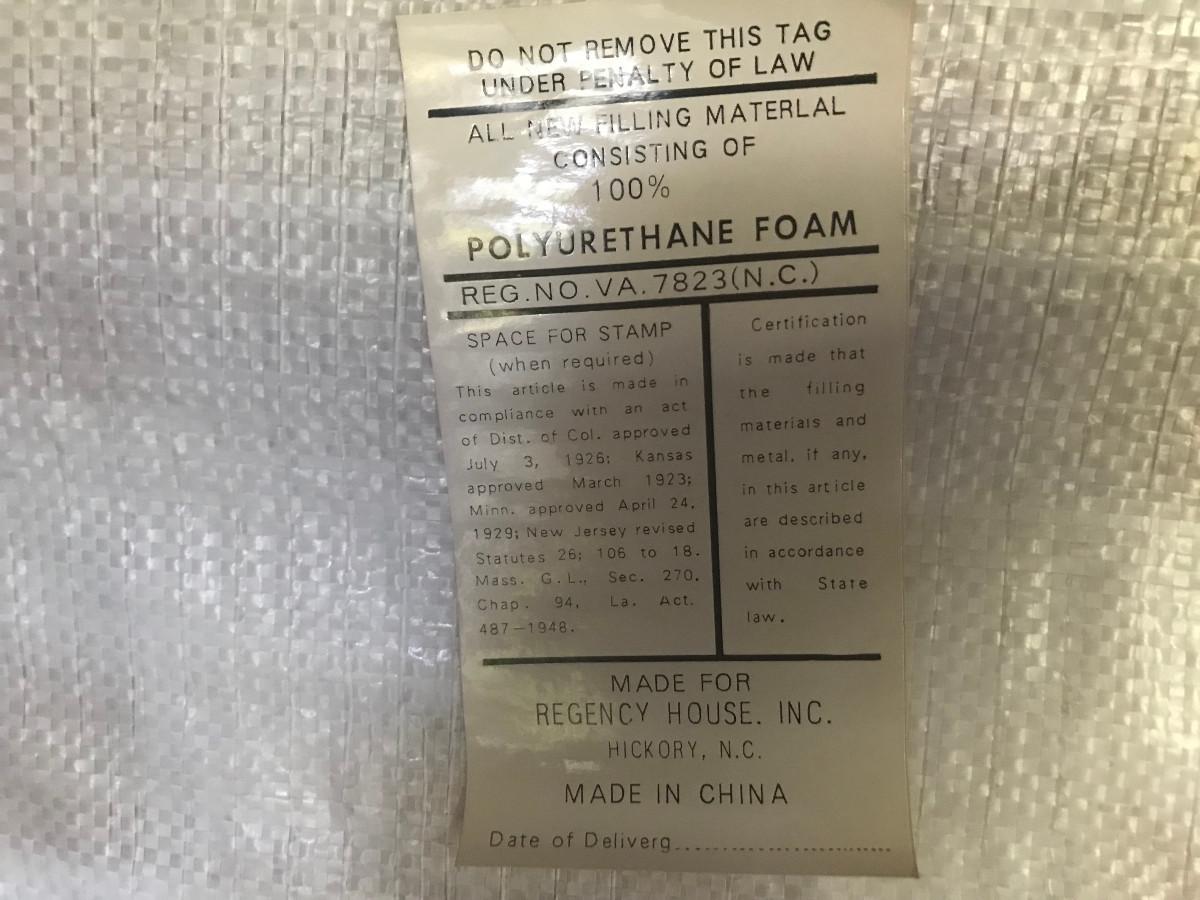 DO NOT REMOVE THIS TAG
UNDER PENALTY OF LAW
ALL NEW FILLING MATERLAL
CONSISTING OF
100%
POLYURETHANE FOAM
REG.NO.VA.7823(N.C.)
SPACE FOR STAMP
(when required)
This article is made in
compliance with an act
of Dist. of Col. approved
July 3, 1926; Kansas
approved March 1923;
Minn. approved April 24,
1929; New Jersey revised
Statutes 26; 106 to 18.
Mass. G.L., Sec. 270,
Chap. 94, La. Act.
487-1948.
Certification
is made that
the filling
materials and
metal, if any,
in this article
are described
in accordance
with State
law.
MADE FOR
REGENCY HOUSE. INC.
HICKORY, N.C.
MADE IN CHINA
Date of Deliverg......................